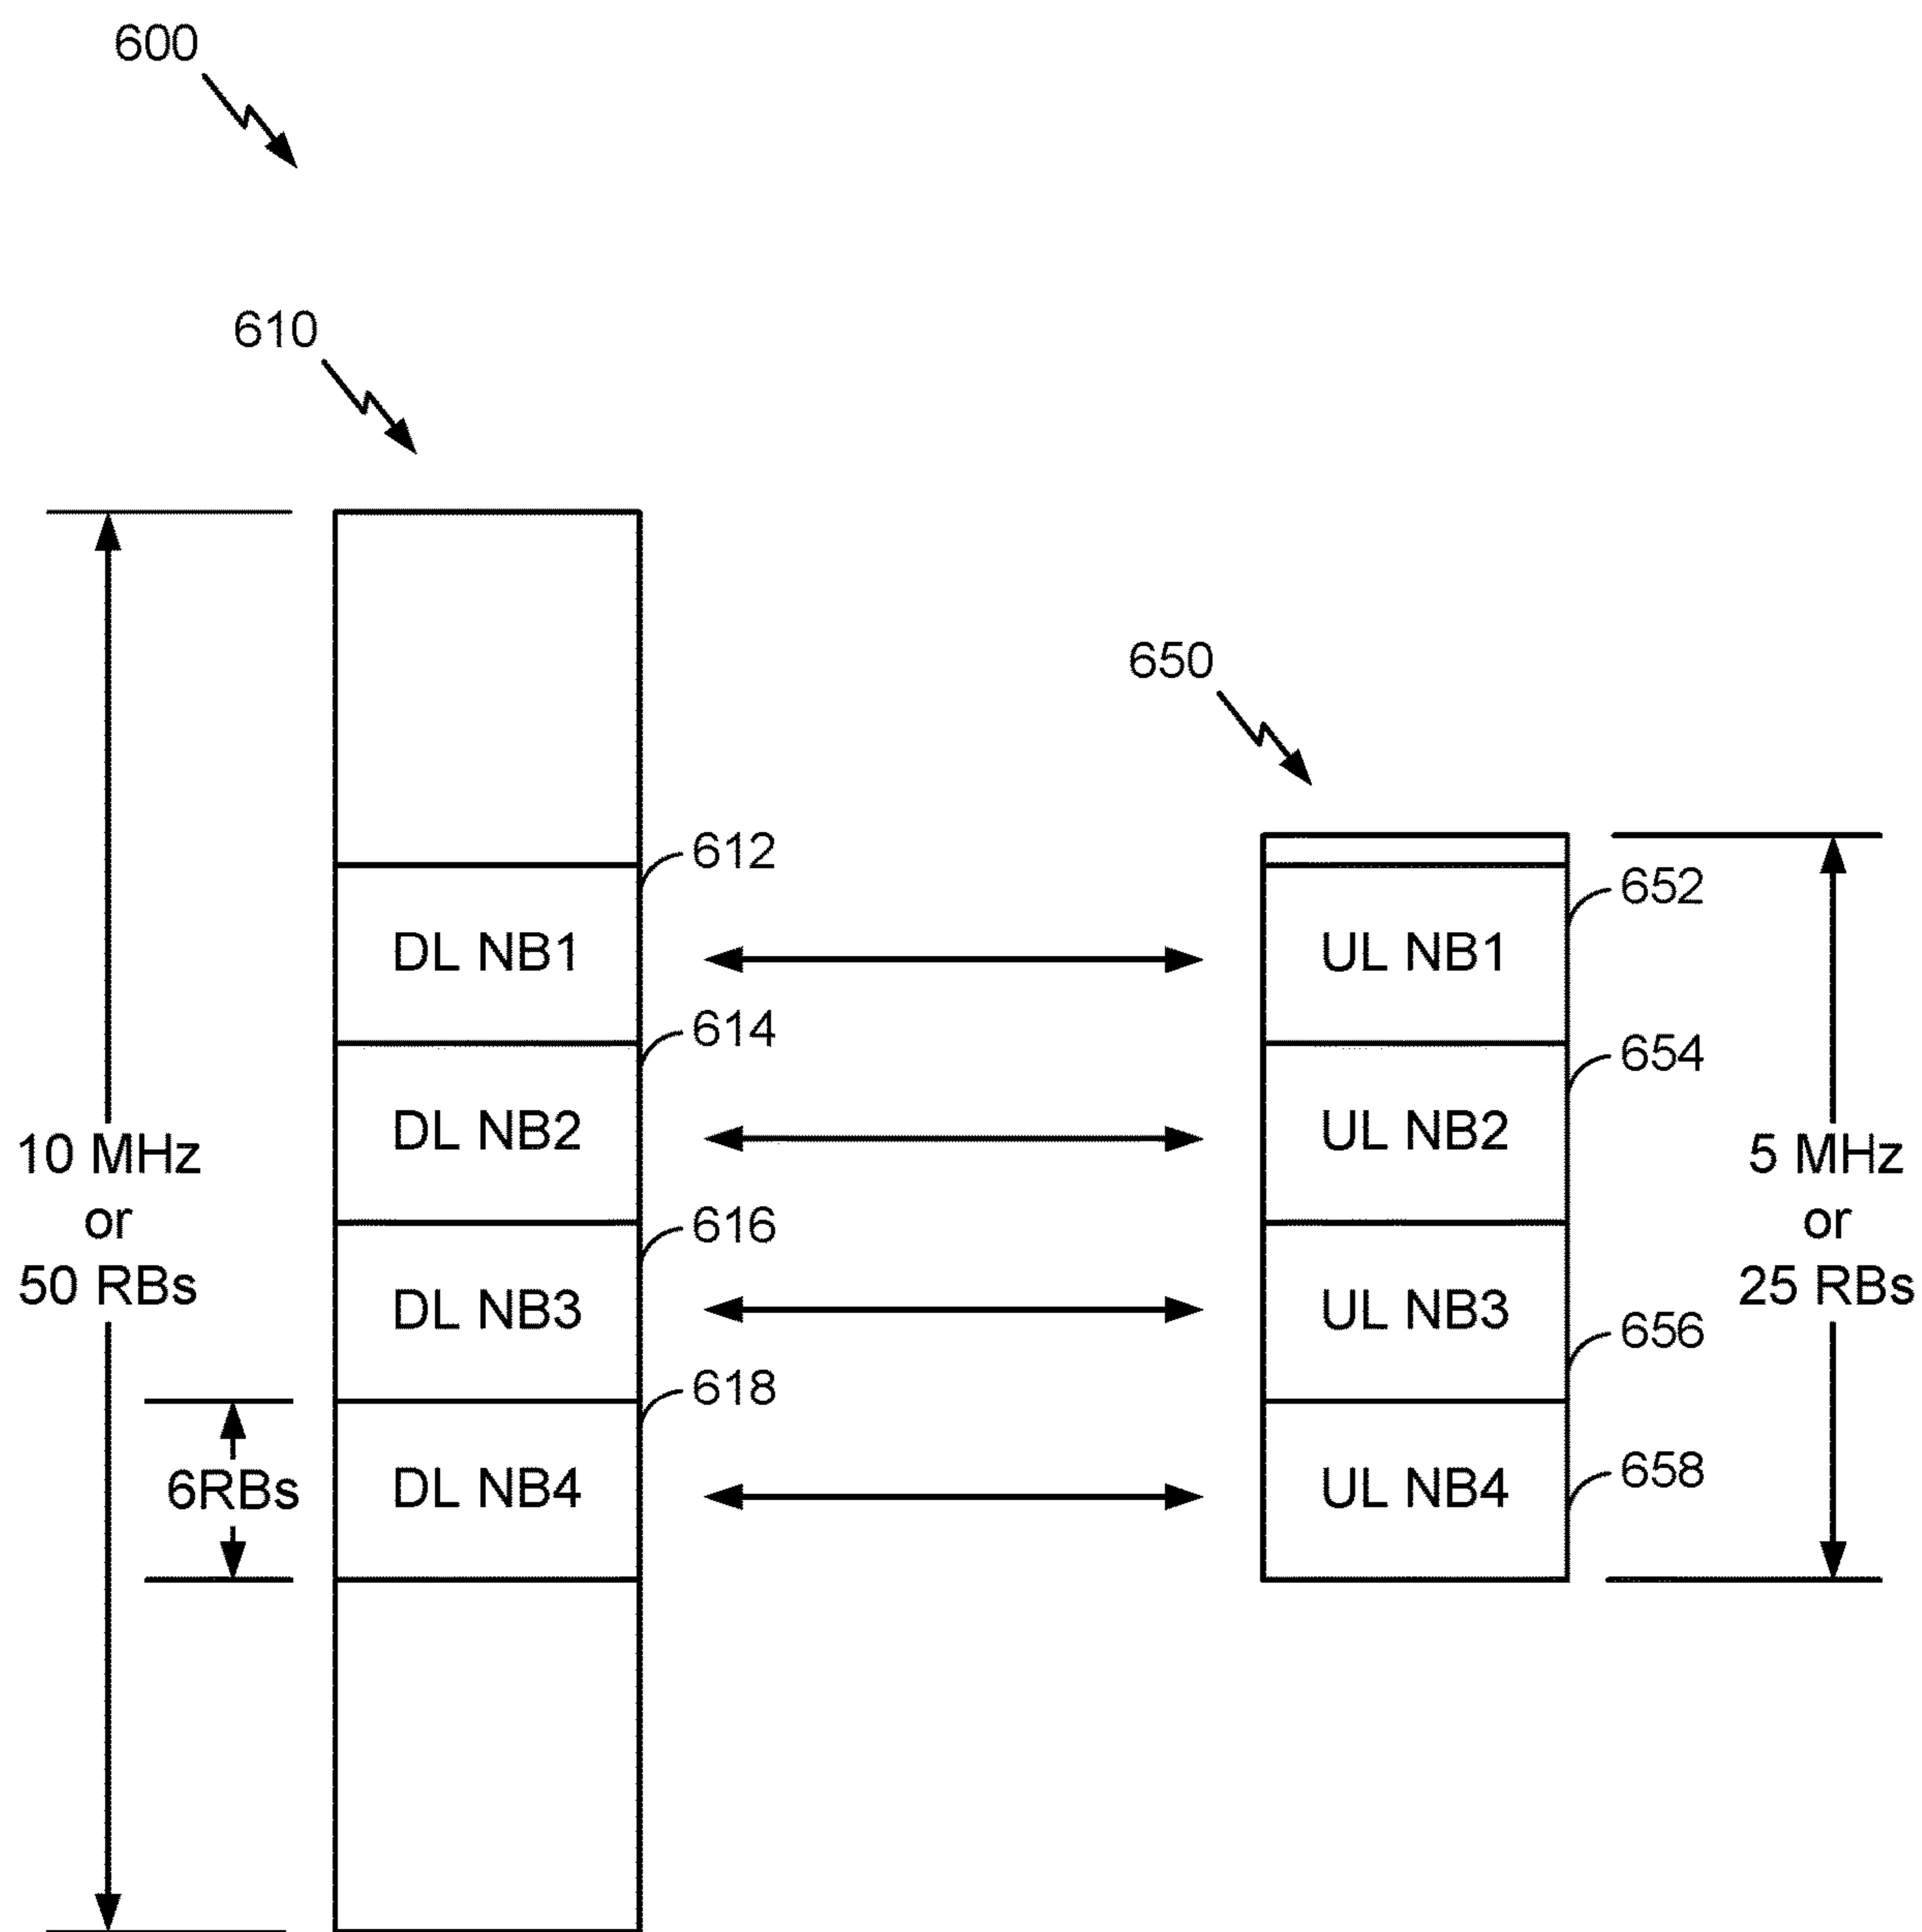 600
610
650
612
652
DL NB1
UL NB1
614
654
DL NB2
UL NB2
10 MHz
or
50 RBs
5 MHz
or
25 RBs
616
656
DL NB3
UL NB3
618
658
6RBs
DL NB4
UL NB4